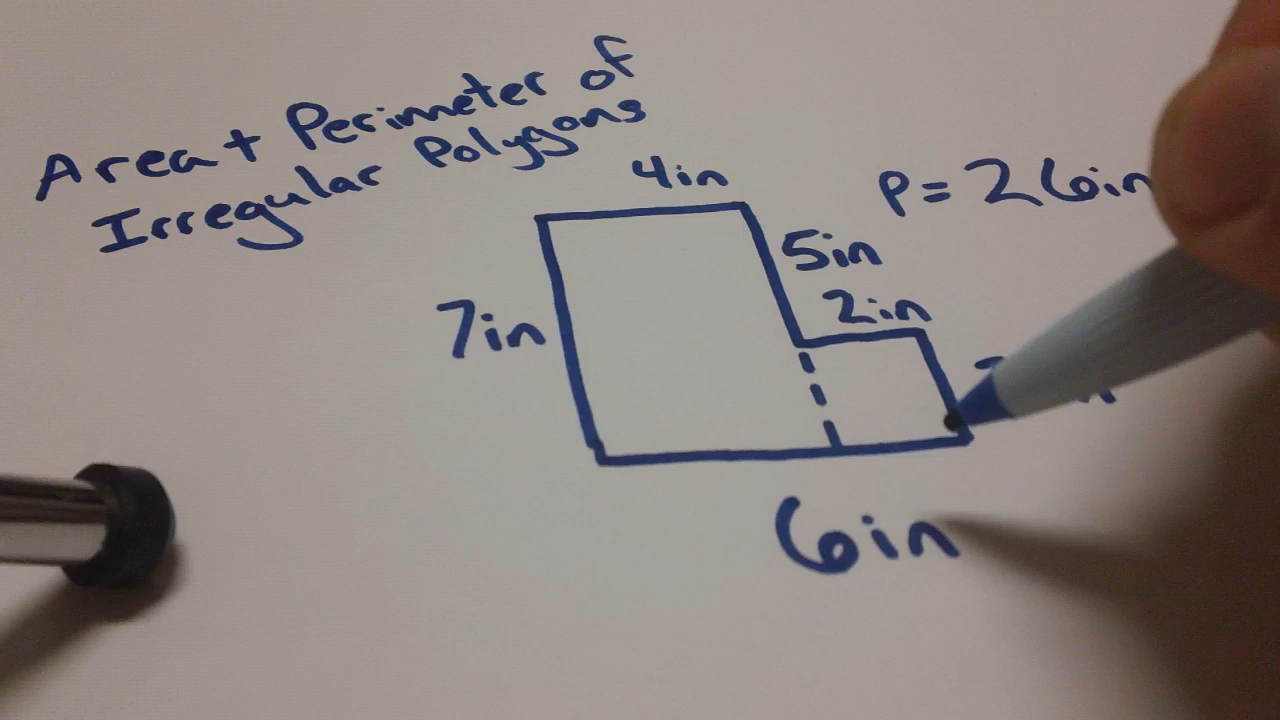 Area + Perimeter of
Irregular Polygons
4in
P = 26in
5in
2in
7in
6in